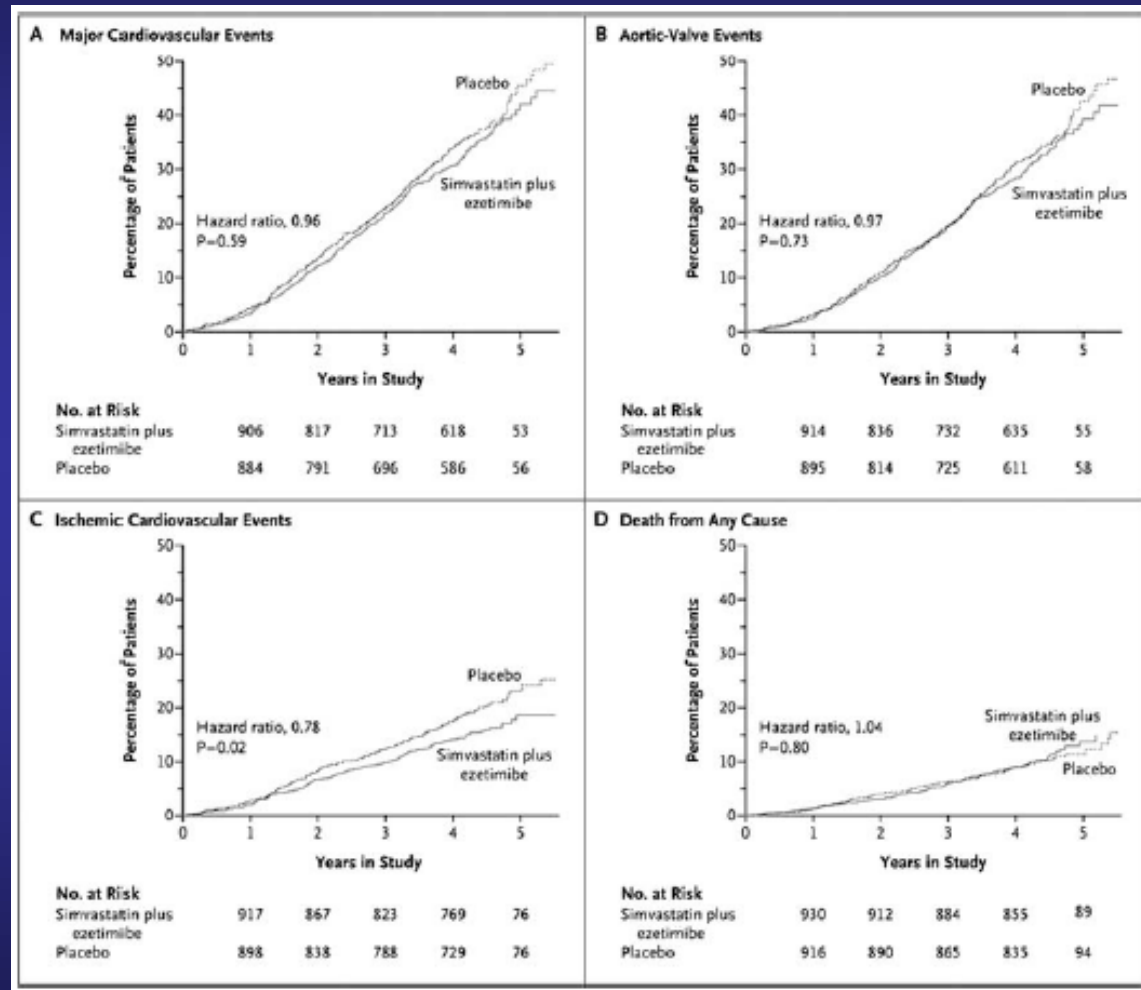 A Major Cardiovascular Events
50
40
30
20
10
0
Percentage of Patients
Placebo
Simvastatin plus
ezetimibe
Hazard ratio, 0.96
P=0.59
0 1 2 3 4 5
Years in Study
No. at Risk
Simvastatin plus 906 817 713 618 53
ezetimibe
Placebo 884 791 696 586 56
B Aortic-Valve Events
50
40
30
20
10
0
Percentage of Patients
Placebo
Simvastatin plus
ezetimibe
Hazard ratio, 0.97
P=0.73
0 1 2 3 4 5
Years in Study
No. at Risk
Simvastatin plus 914 836 732 635 55
ezetimibe
Placebo 895 814 725 611 58
C Ischemic Cardiovascular Events
50
40
30
20
10
0
Percentage of Patients
Placebo
Hazard ratio, 0.78
P=0.02
Simvastatin plus
ezetimibe
0 1 2 3 4 5
Years in Study
No. at Risk
Simvastatin plus 917 867 823 769 76
ezetimibe
Placebo 898 838 788 729 76
D Death from Any Cause
50
40
30
20
10
0
Percentage of Patients
Simvastatin plus
ezetimibe
Hazard ratio, 1.04
P=0.80
Placebo
0 1 2 3 4 5
Years in Study
No. at Risk
Simvastatin plus 930 912 884 855 89
ezetimibe
Placebo 916 890 865 835 94